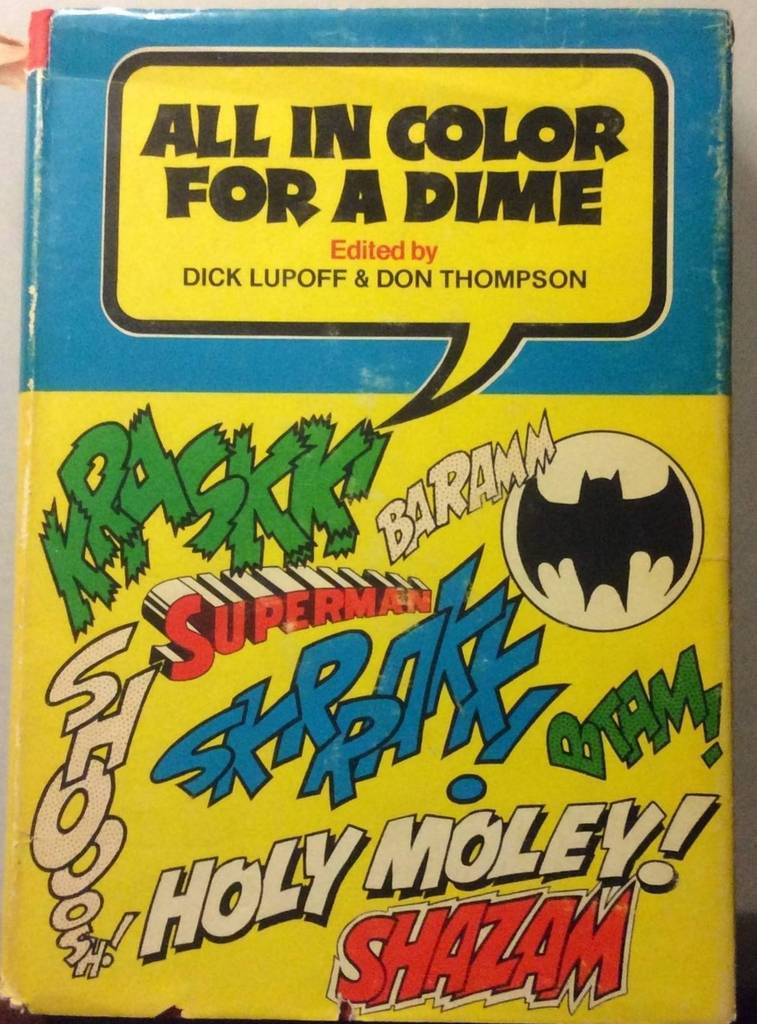 ALL IN COLOR
FOR A DIME
Edited by
DICK LUPOFF & DON THOMPSON
KRASKK!
BARAMM
SUPERMAN
SKRRAKK!
BTAM!
SHOOOOSH!
HOLY MOLEY!
SHAZAM